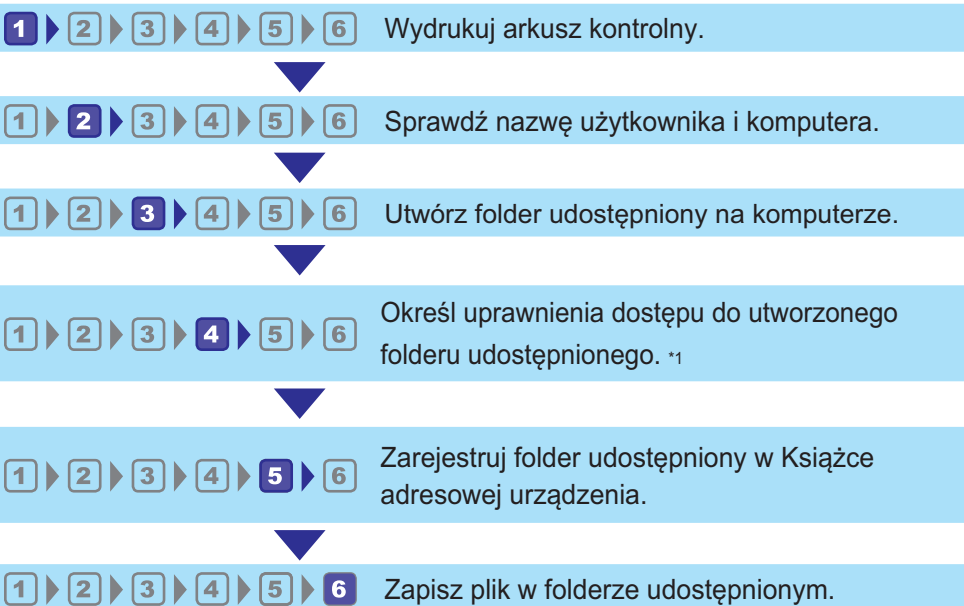 1 2 3 4 5 6 Wydrukuj arkusz kontrolny.
1 2 3 4 5 6 Sprawdź nazwę użytkownika i komputera.
1 2 3 4 5 6 Utwórz folder udostępniony na komputerze.
1 2 3 4 5 6 Określ uprawnienia dostępu do utworzonego
folderu udostępnionego. *1
1 2 3 4 5 6 Zarejestruj folder udostępniony w Książce
adresowej urządzenia.
1 2 3 4 5 6 Zapisz plik w folderze udostępnionym.